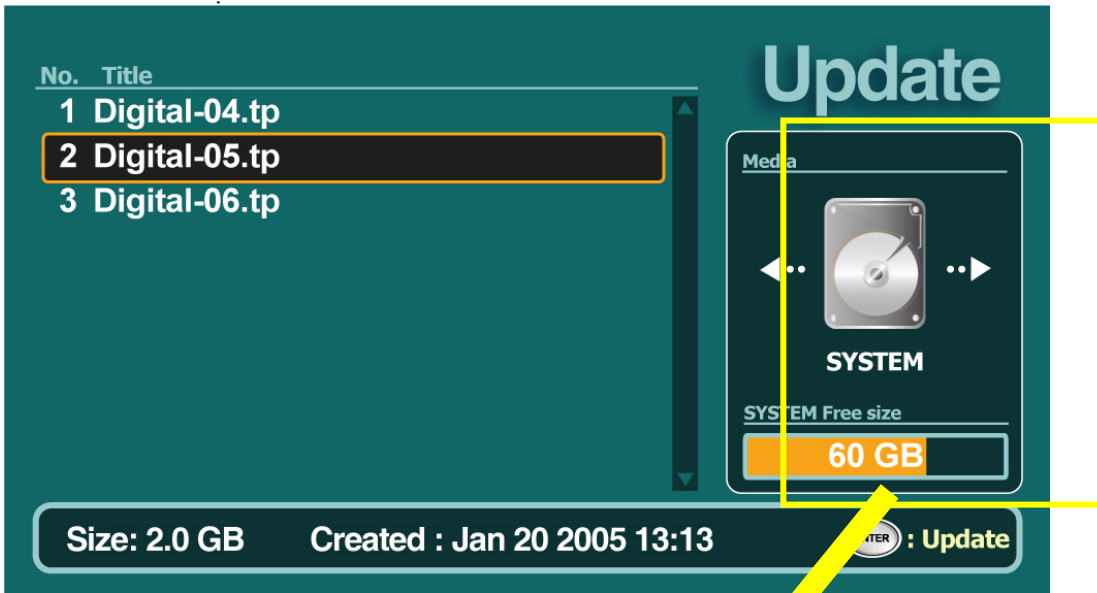 Update
No. Title
1 Digital-04.tp
2 Digital-05.tp
3 Digital-06.tp
Media
SYSTEM
SYSTEM Free size
60 GB
Size: 2.0 GB Created : Jan 20 2005 13:13 : Update